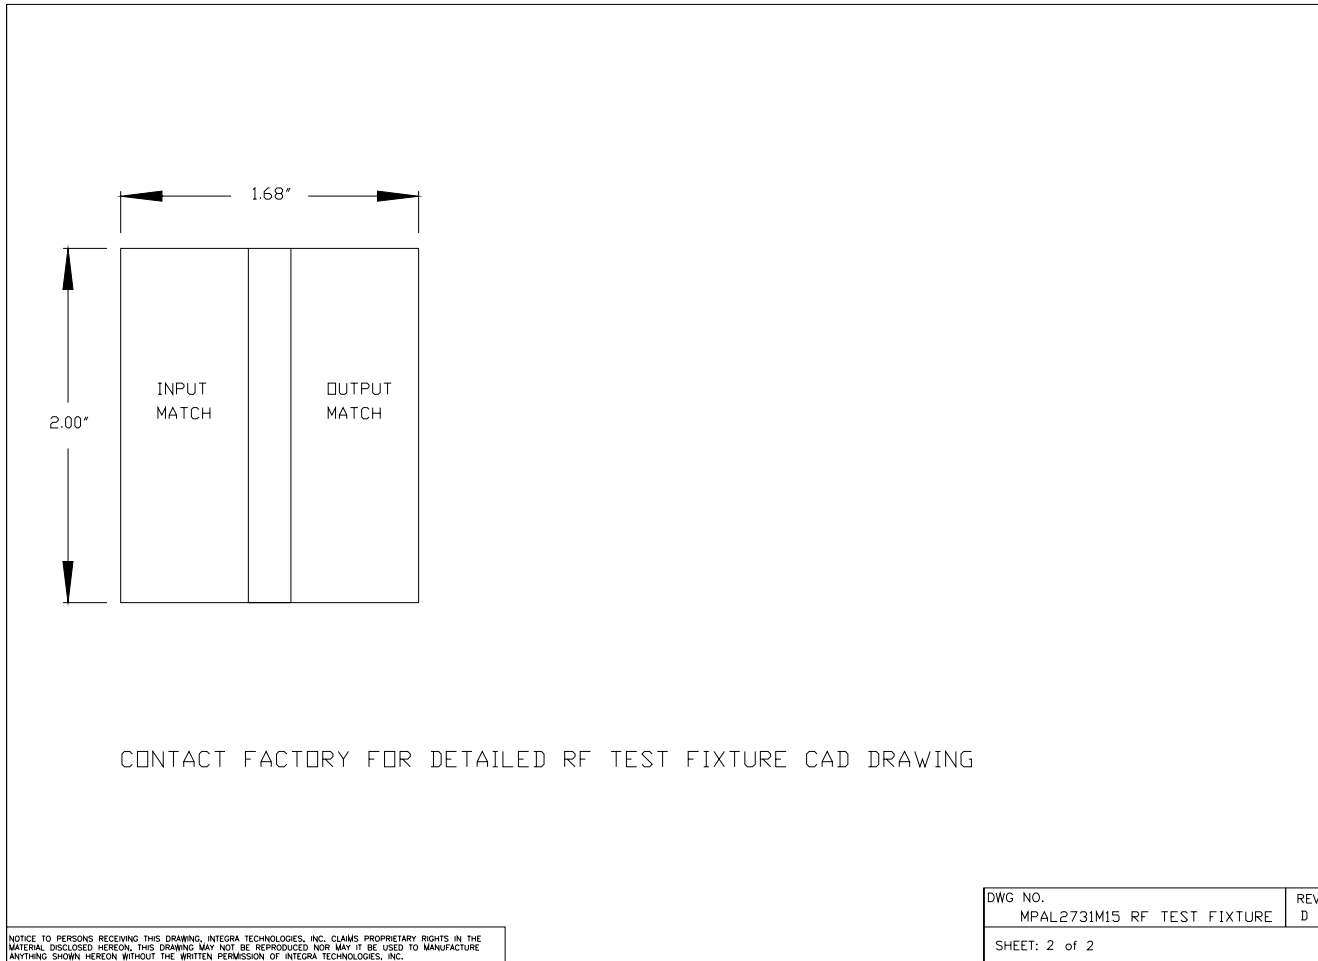 1.68"
INPUT
MATCH
OUTPUT
MATCH
2.00"
CONTACT FACTORY FOR DETAILED RF TEST FIXTURE CAD DRAWING
DWG NO.
MPAL2731M15 RF TEST FIXTURE
REV
D
SHEET: 2 of 2
NOTICE TO PERSONS RECEIVING THIS DRAWING, INTEGRA TECHNOLOGIES, INC. CLAIMS PROPRIETARY RIGHTS IN THE
MATERIAL DISCLOSED HEREON, THIS DRAWING MAY NOT BE REPRODUCED NOR MAY IT BE USED TO MANUFACTURE
ANYTHING SHOWN HEREON WITHOUT THE WRITTEN PERMISSION OF INTEGRA TECHNOLOGIES, INC.